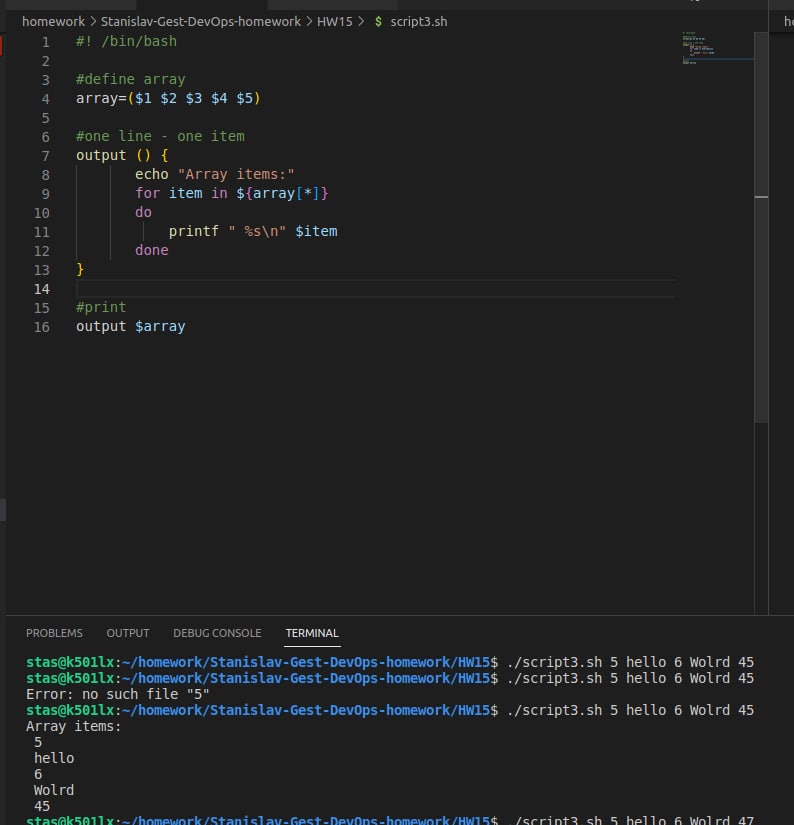 homework > Stanislav-Gest-DevOps-homework > HW15 > $ script3.sh
1 #! /bin/bash
2
3 #define array
4 array=($1 $2 $3 $4 $5)
5
6 #one line - one item
7 output () {
8 echo "Array items:"
9 for item in ${array[*]}
10 do
11 printf " %s\n" $item
12 done
13 }
14
15 #print
16 output $array
PROBLEMS OUTPUT DEBUG CONSOLE TERMINAL
stas@k501lx:~/homework/Stanislav-Gest-DevOps-homework/HW15$ ./script3.sh 5 hello 6 Wolrd 45
stas@k501lx:~/homework/Stanislav-Gest-DevOps-homework/HW15$ ./script3.sh 5 hello 6 Wolrd 45
Error: no such file "5"
stas@k501lx:~/homework/Stanislav-Gest-DevOps-homework/HW15$ ./script3.sh 5 hello 6 Wolrd 45
Array items:
5
hello
6
Wolrd
45
stas@k501lx:~/homework/Stanislav-Gest-DevOps-homework/HW15$ ./script3.sh 5 hello 6 Wolrd 47